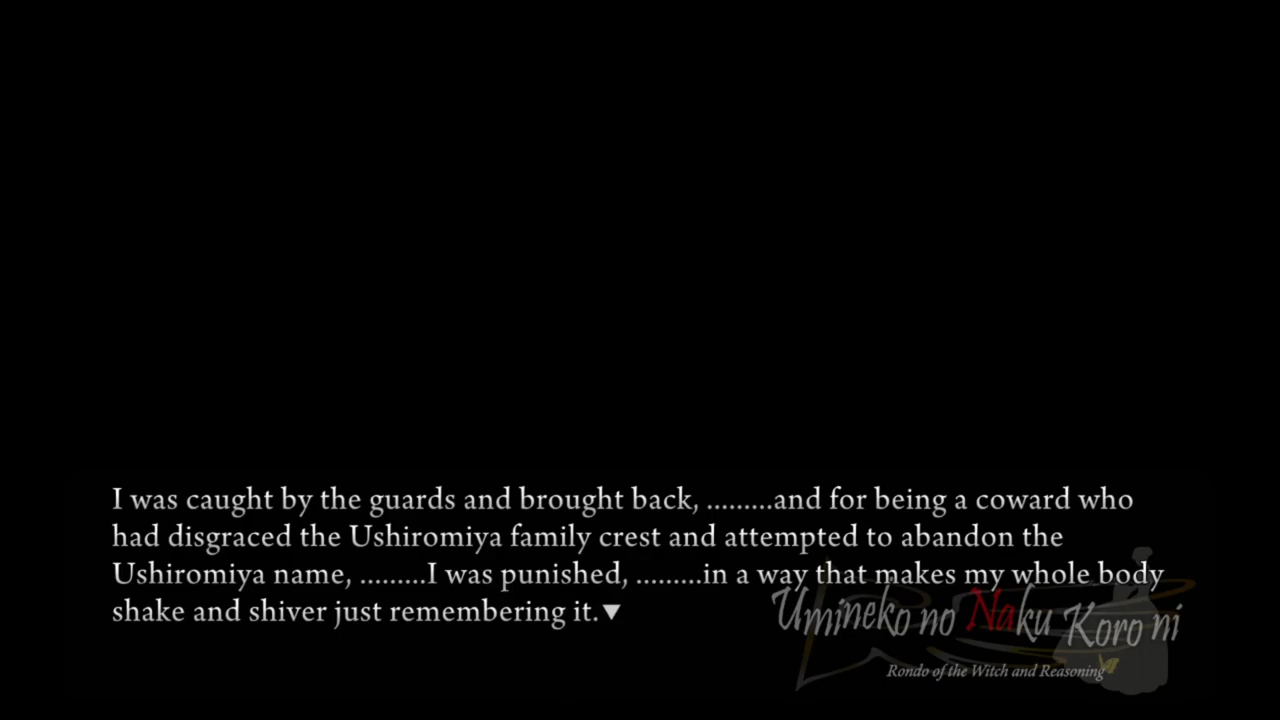 I was caught by the guards and brought back, .........and for being a coward who
had disgraced the Ushiromiya family crest and attempted to abandon the
Ushiromiya name, .........I was punished, .........in a way that makes my whole body
shake and shiver just remembering it.▼
Umineko no Naku Koro ni
Rondo of the Witch and Reasoning